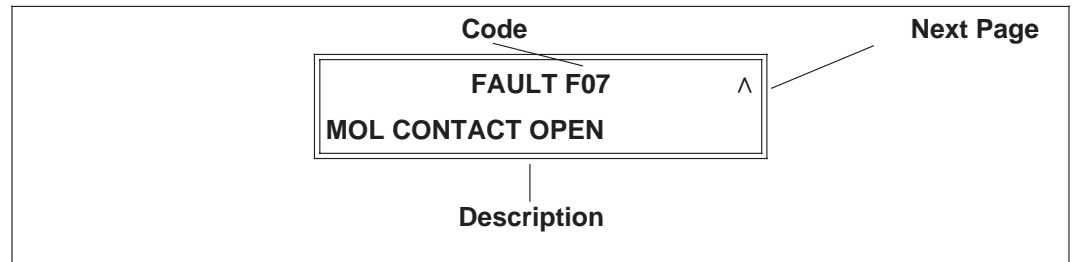 Code Next Page
FAULT F07 ∧
MOL CONTACT OPEN
Description